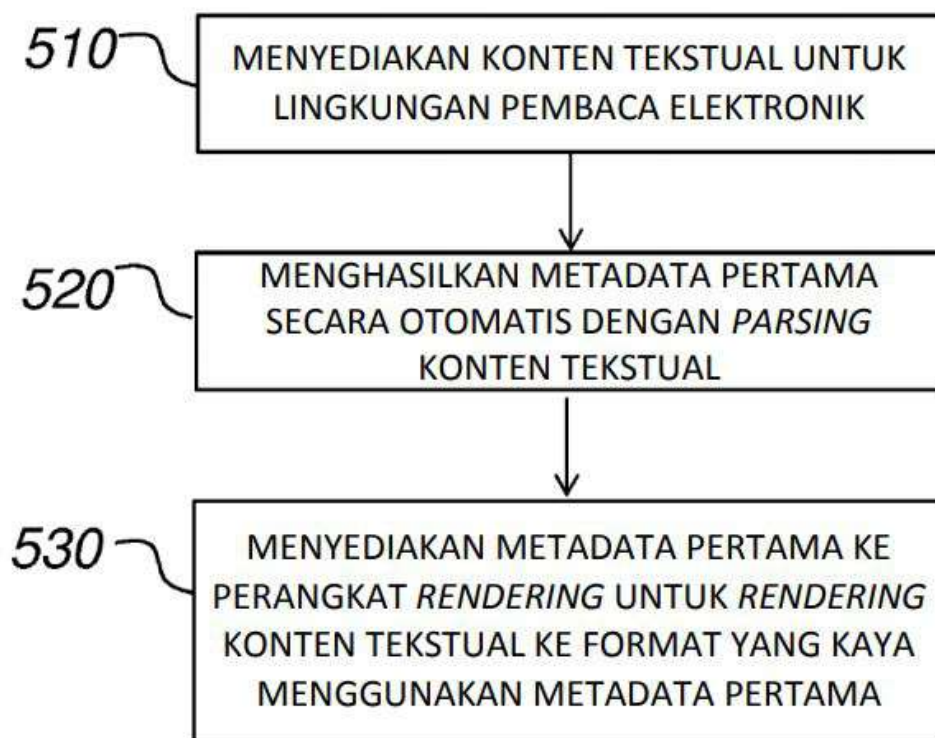 510
MENYEDIAKAN KONTEN TEKSTUAL UNTUK
LINGKUNGAN PEMBACA ELEKTRONIK
520
MENGHASILKAN METADATA PERTAMA
SECARA OTOMATIS DENGAN PARSING
KONTEN TEKSTUAL
530
MENYEDIAKAN METADATA PERTAMA KE
PERANGKAT RENDERING UNTUK RENDERING
KONTEN TEKSTUAL KE FORMAT YANG KAYA
MENGGUNAKAN METADATA PERTAMA